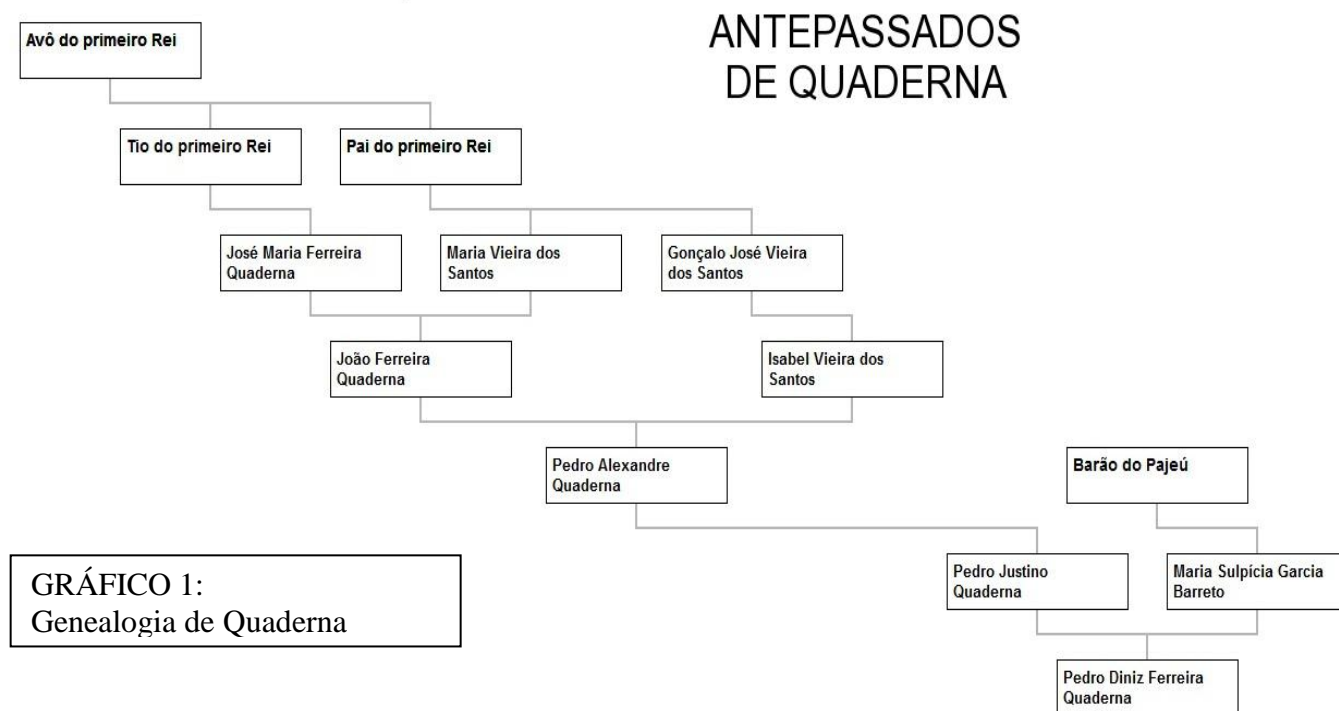 ANTEPASSADOS
DE QUADERNA
Avô do primeiro Rei
Tio do primeiro Rei
Pai do primeiro Rei
José Maria Ferreira
Quaderna
Maria Vieira dos
Santos
Gonçalo José Vieira
dos Santos
João Ferreira
Quaderna
Isabel Vieira dos
Santos
Pedro Alexandre
Quaderna
Barão do Pajeú
Pedro Justino
Quaderna
Maria Sulpícia Garcia
Barreto
Pedro Diniz Ferreira
Quaderna
GRÁFICO 1:
Genealogia de Quaderna